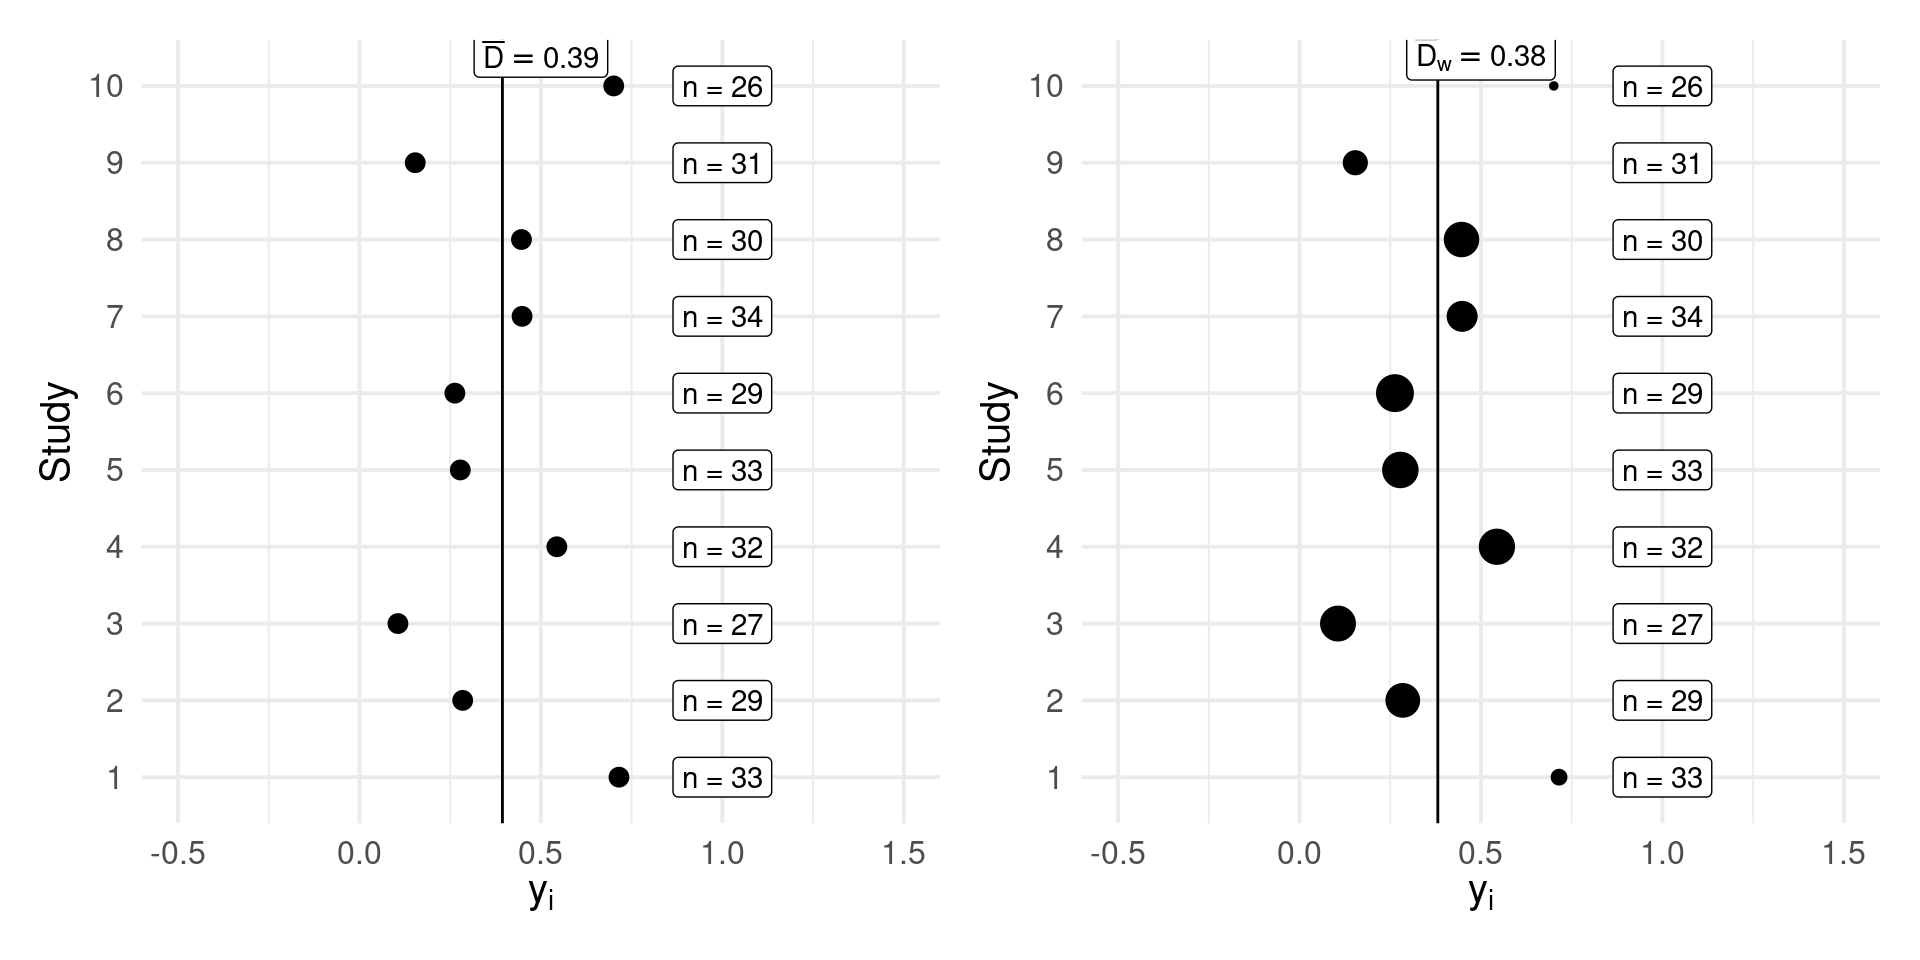 D̅ = 0.39
10 n = 26
9 n = 31
8 n = 30
7 n = 34
6 n = 29
5 n = 33
4 n = 32
3 n = 27
2 n = 29
1 n = 33
Study
-0.5 0.0 0.5 1.0 1.5
yᵢ
D̅w = 0.38
10 n = 26
9 n = 31
8 n = 30
7 n = 34
6 n = 29
5 n = 33
4 n = 32
3 n = 27
2 n = 29
1 n = 33
Study
-0.5 0.0 0.5 1.0 1.5
yᵢ